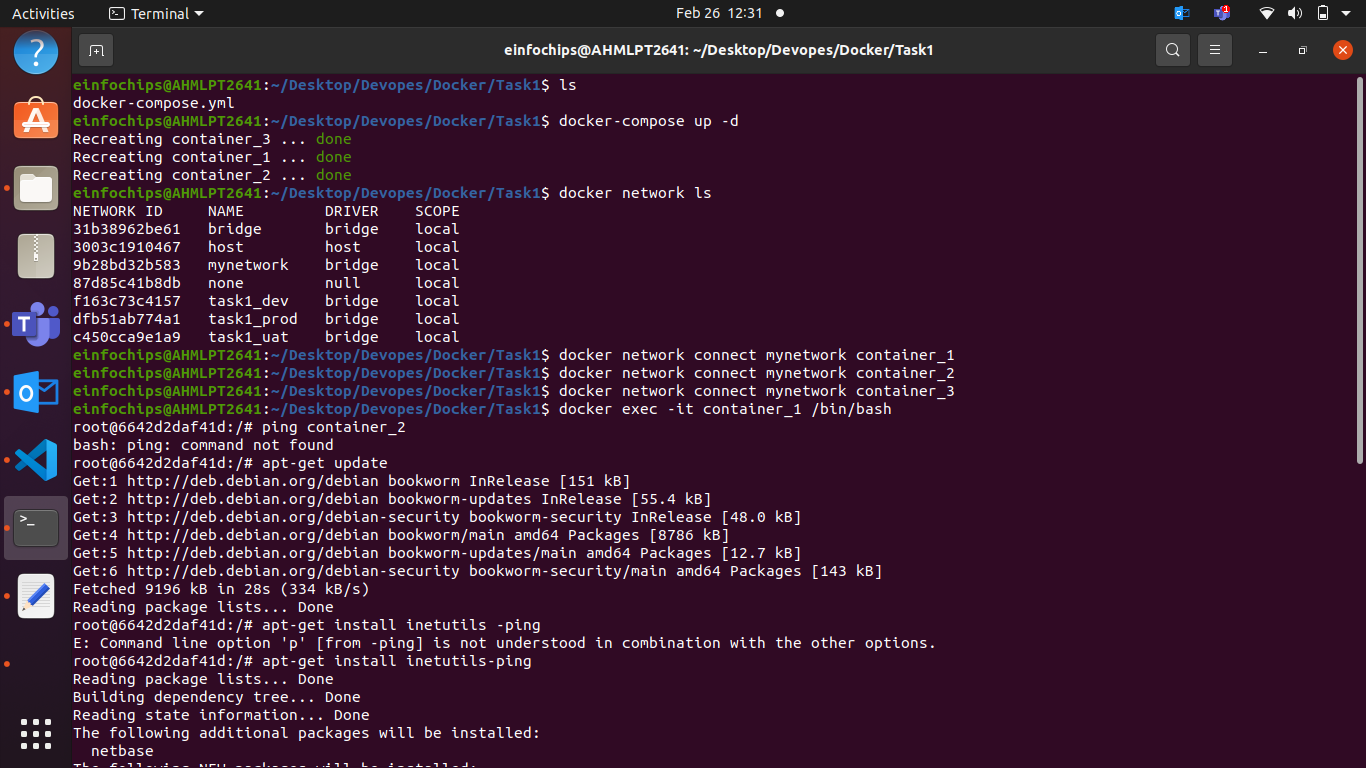 Activities
Terminal
Feb 26 12:31
1
einfochips@AHMLPT2641: ~/Desktop/Devopes/Docker/Task1
einfochips@AHMLPT2641:~/Desktop/Devopes/Docker/Task1$ ls
docker-compose.yml
einfochips@AHMLPT2641:~/Desktop/Devopes/Docker/Task1$ docker-compose up -d
Recreating container_3 ... done
Recreating container_1 ... done
Recreating container_2 ... done
einfochips@AHMLPT2641:~/Desktop/Devopes/Docker/Task1$ docker network ls
NETWORK ID     NAME         DRIVER    SCOPE
31b38962be61   bridge       bridge    local
3003c1910467   host         host      local
9b28bd32b583   mynetwork    bridge    local
87d85c41b8db   none         null      local
f163c73c4157   task1_dev    bridge    local
dfb51ab774a1   task1_prod   bridge    local
c450cca9e1a9   task1_uat    bridge    local
einfochips@AHMLPT2641:~/Desktop/Devopes/Docker/Task1$ docker network connect mynetwork container_1
einfochips@AHMLPT2641:~/Desktop/Devopes/Docker/Task1$ docker network connect mynetwork container_2
einfochips@AHMLPT2641:~/Desktop/Devopes/Docker/Task1$ docker network connect mynetwork container_3
einfochips@AHMLPT2641:~/Desktop/Devopes/Docker/Task1$ docker exec -it container_1 /bin/bash
root@6642d2daf41d:/# ping container_2
bash: ping: command not found
root@6642d2daf41d:/# apt-get update
Get:1 http://deb.debian.org/debian bookworm InRelease [151 kB]
Get:2 http://deb.debian.org/debian bookworm-updates InRelease [55.4 kB]
Get:3 http://deb.debian.org/debian-security bookworm-security InRelease [48.0 kB]
Get:4 http://deb.debian.org/debian bookworm/main amd64 Packages [8786 kB]
Get:5 http://deb.debian.org/debian bookworm-updates/main amd64 Packages [12.7 kB]
Get:6 http://deb.debian.org/debian-security bookworm-security/main amd64 Packages [143 kB]
Fetched 9196 kB in 28s (334 kB/s)
Reading package lists... Done
root@6642d2daf41d:/# apt-get install inetutils -ping
E: Command line option 'p' [from -ping] is not understood in combination with the other options.
root@6642d2daf41d:/# apt-get install inetutils-ping
Reading package lists... Done
Building dependency tree... Done
Reading state information... Done
The following additional packages will be installed:
  netbase
The following NEW packages will be installed: